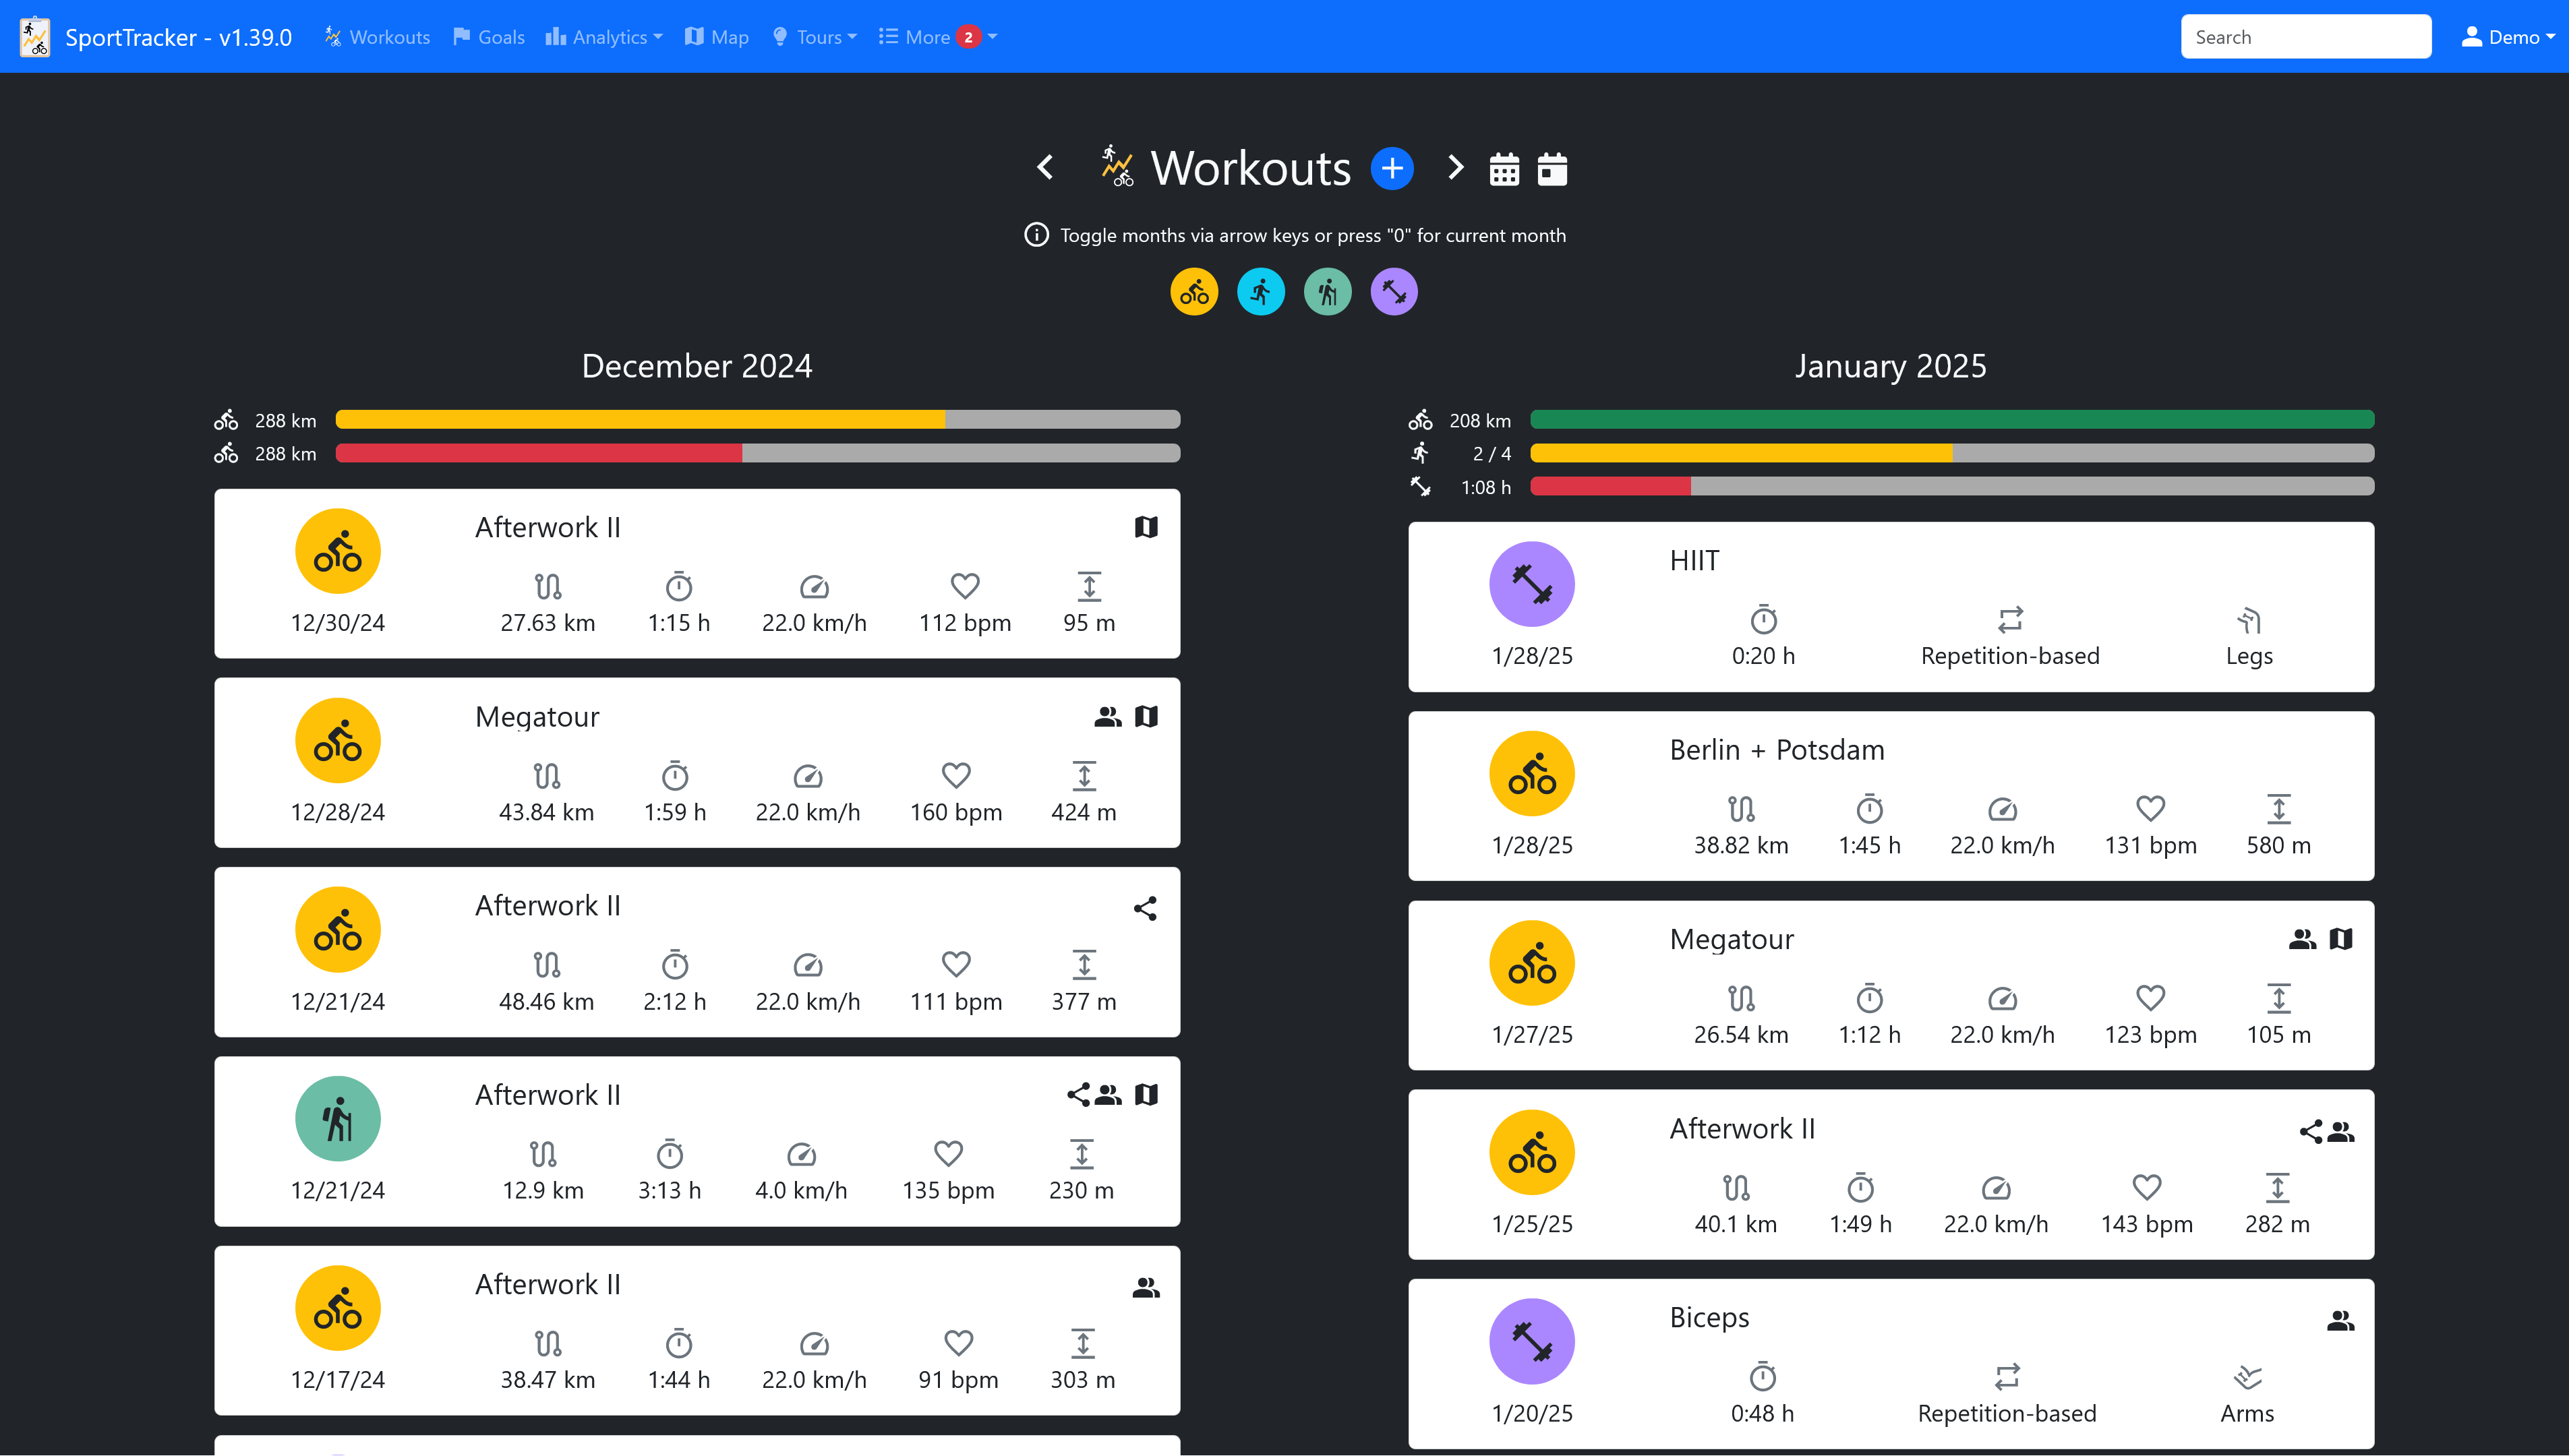 SportTracker - v1.39.0 Workouts Goals Analytics Map Tours More 2 Search Demo
Workouts
Toggle months via arrow keys or press "0" for current month
December 2024
288 km
288 km
Afterwork II
12/30/24 27.63 km 1:15 h 22.0 km/h 112 bpm 95 m
Megatour
12/28/24 43.84 km 1:59 h 22.0 km/h 160 bpm 424 m
Afterwork II
12/21/24 48.46 km 2:12 h 22.0 km/h 111 bpm 377 m
Afterwork II
12/21/24 12.9 km 3:13 h 4.0 km/h 135 bpm 230 m
Afterwork II
12/17/24 38.47 km 1:44 h 22.0 km/h 91 bpm 303 m
January 2025
208 km
2 / 4
1:08 h
HIIT
1/28/25 0:20 h Repetition-based Legs
Berlin + Potsdam
1/28/25 38.82 km 1:45 h 22.0 km/h 131 bpm 580 m
Megatour
1/27/25 26.54 km 1:12 h 22.0 km/h 123 bpm 105 m
Afterwork II
1/25/25 40.1 km 1:49 h 22.0 km/h 143 bpm 282 m
Biceps
1/20/25 0:48 h Repetition-based Arms